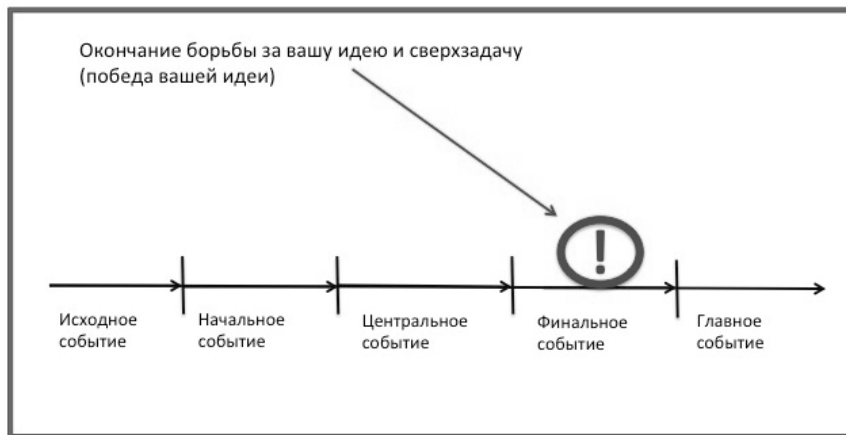 Окончание борьбы за вашу идею и сверхзадачу
(победа вашей идеи)
!
Исходное
событие
Начальное
событие
Центральное
событие
Финальное
событие
Главное
событие